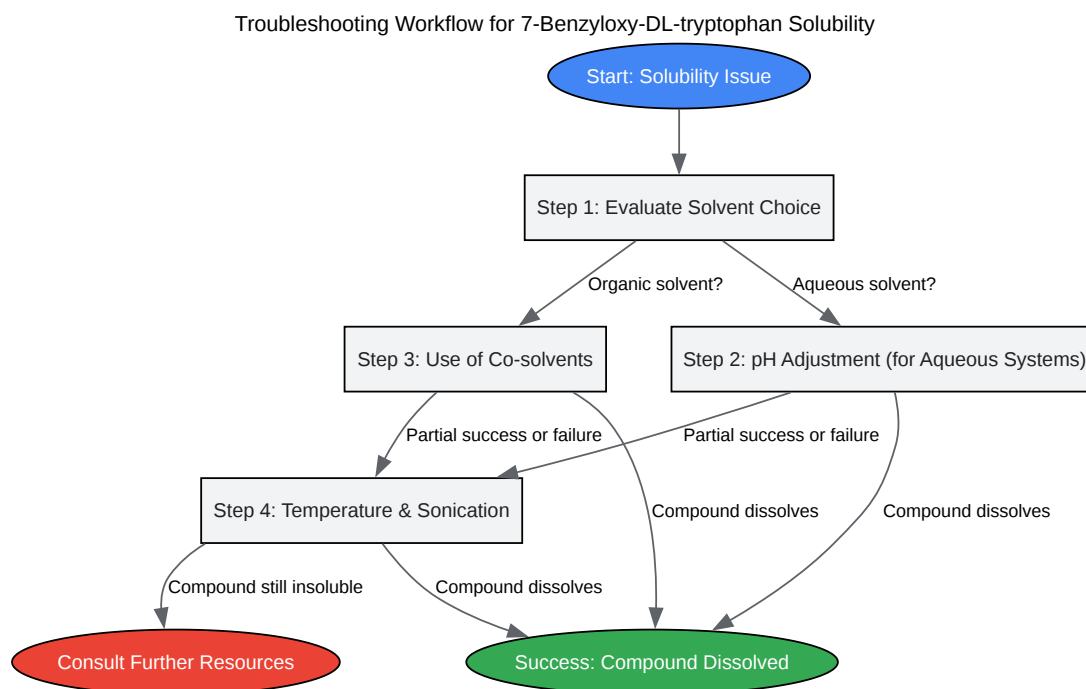 Troubleshooting Workflow for 7-Benzyloxy-DL-tryptophan Solubility
Start: Solubility Issue
Step 1: Evaluate Solvent Choice
Organic solvent?
Aqueous solvent?
Step 3: Use of Co-solvents
Step 2: pH Adjustment (for Aqueous Systems)
Partial success or failure
Partial success or failure
Step 4: Temperature & Sonication
Compound dissolves
Compound dissolves
Compound still insoluble
Compound dissolves
Consult Further Resources
Success: Compound Dissolved